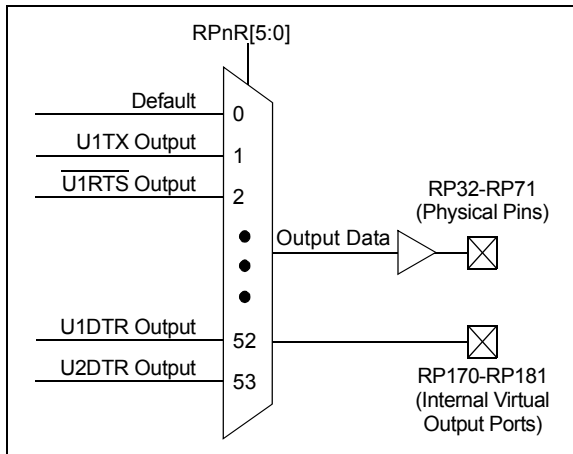 RPnR[5:0]
Default
0
U1TX Output
1
U1RTS Output
2
RP32-RP71
(Physical Pins)
Output Data
U1DTR Output
52
U2DTR Output
53
RP170-RP181
(Internal Virtual
Output Ports)